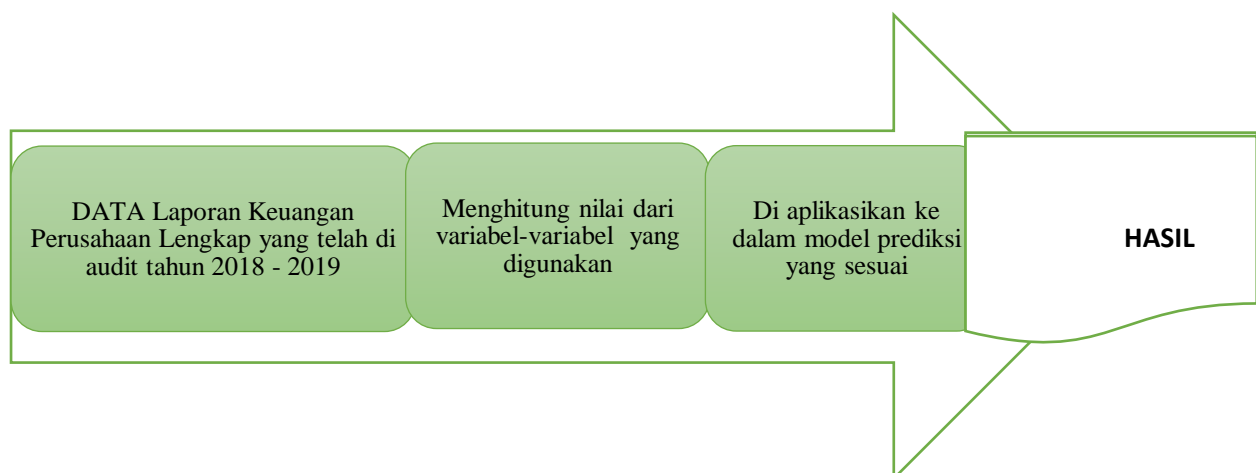 DATA Laporan Keuangan
Perusahaan Lengkap yang telah di
audit tahun 2018 - 2019
Menghitung nilai dari
variabel-variabel yang
digunakan
Di aplikasikan ke
dalam model prediksi
yang sesuai
HASIL